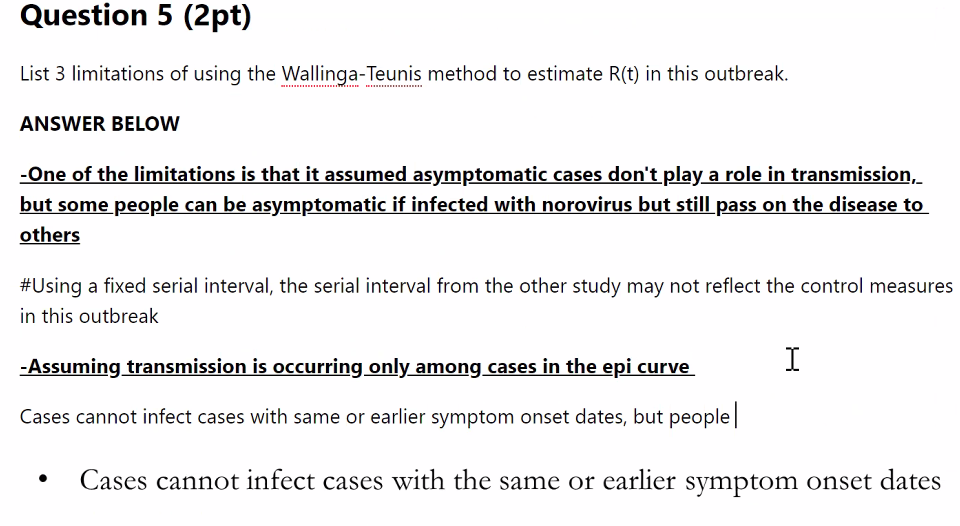 Question 5 (2pt)
List 3 limitations of using the Wallinga-Teunis method to estimate R(t) in this outbreak.
ANSWER BELOW
-One of the limitations is that it assumed asymptomatic cases don't play a role in transmission,
but some people can be asymptomatic if infected with norovirus but still pass on the disease to
others
#Using a fixed serial interval, the serial interval from the other study may not reflect the control measures
in this outbreak
-Assuming transmission is occurring only among cases in the epi curve
Cases cannot infect cases with same or earlier symptom onset dates, but people
• Cases cannot infect cases with the same or earlier symptom onset dates